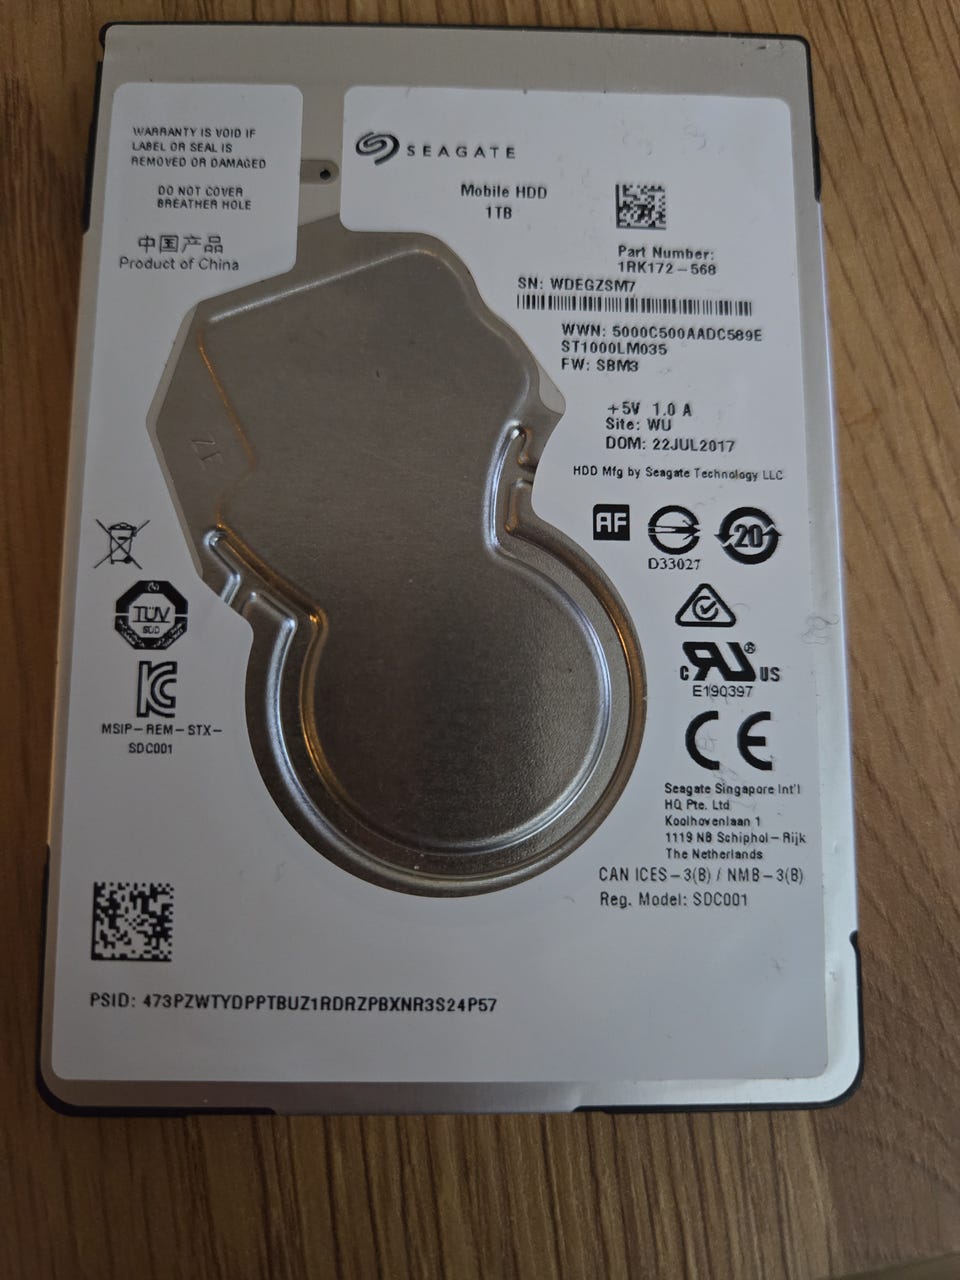 WARRANTY IS VOID IF
LABEL OR SEAL IS
REMOVED OR DAMAGED
DO NOT COVER
BREATHER HOLE
中国产品
Product of China
SEAGATE
Mobile HDD
1TB
Part Number:
1RK172-568
SN: WDEGZSM7
WWN: 5000C500AADC589E
ST1000LM035
FW: SBM3
+5V 1.0 A
Site: WU
DOM: 22JUL2017
HDD Mfg by Seagate Technology LLC
AF
D33027
20
TÜV
SÜD
MSIP-REM-STX-
SDC001
c RU ® US
E190397
CE
Seagate Singapore Int'l
HQ Pte. Ltd
Koolhovenlaan 1
1119 NB Schiphol-Rijk
The Netherlands
CAN ICES-3(B) / NMB-3(B)
Reg. Model: SDC001
PSID: 473PZWTYDPPTBUZ1RDRZPBXNR3S24P57